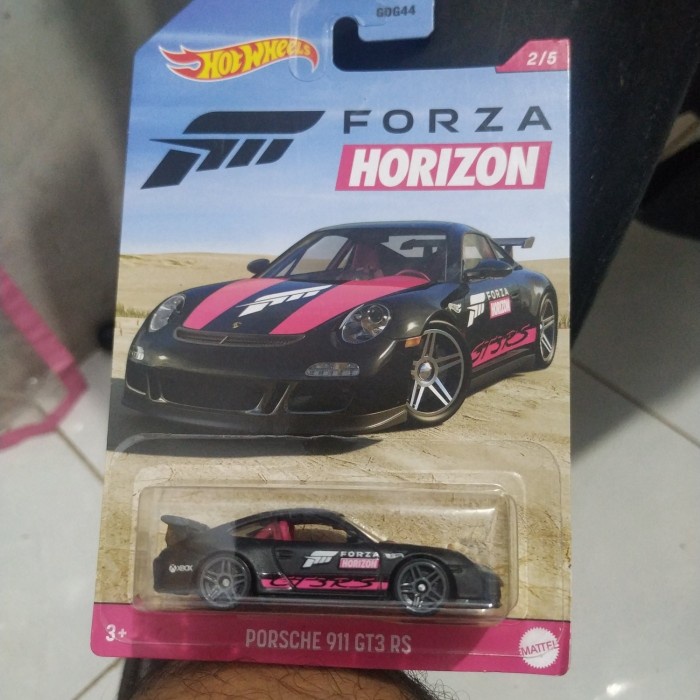 GDG44
HOT WHEELS
2/5
FORZA
HORIZON
FORZA
HORIZON
GT3RS
FORZA
HORIZON
XBOX
GT3RS
3+
PORSCHE 911 GT3 RS
MATTEL